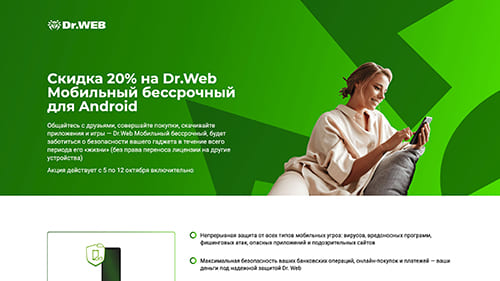 Dr.WEB
Скидка 20% на Dr.Web
Мобильный бессрочный
для Android
Общайтесь с друзьями, совершайте покупки, скачивайте
приложения и игры — Dr.Web Мобильный бессрочный, будет
заботиться о безопасности вашего гаджета в течение всего
периода его «жизни» (без права переноса лицензии на другие
устройства)
Акция действует с 5 по 12 октября включительно
Непрерывная защита от всех типов мобильных угроз: вирусов, вредоносных программ,
фишинговых атак, опасных приложений и подозрительных сайтов
Максимальная безопасность ваших банковских операций, онлайн-покупок и платежей — ваши
деньги под надежной защитой Dr. Web